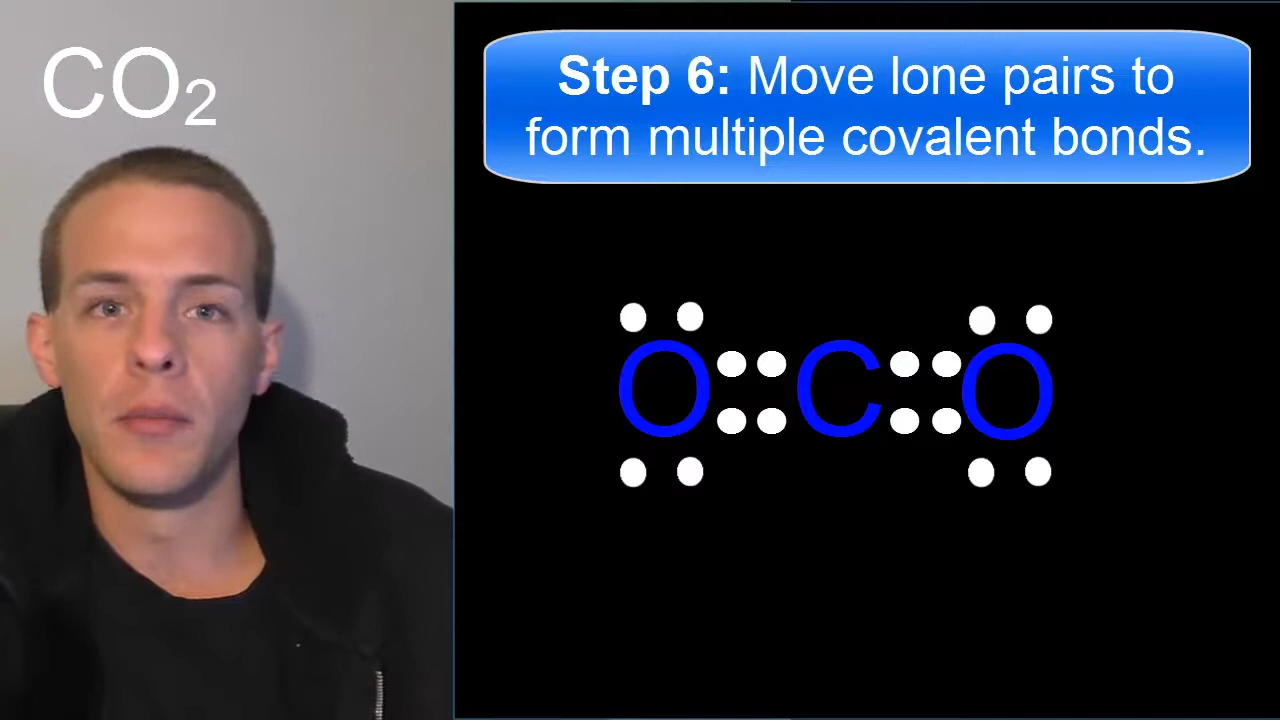 CO₂
Step 6: Move lone pairs to
form multiple covalent bonds.
O C O